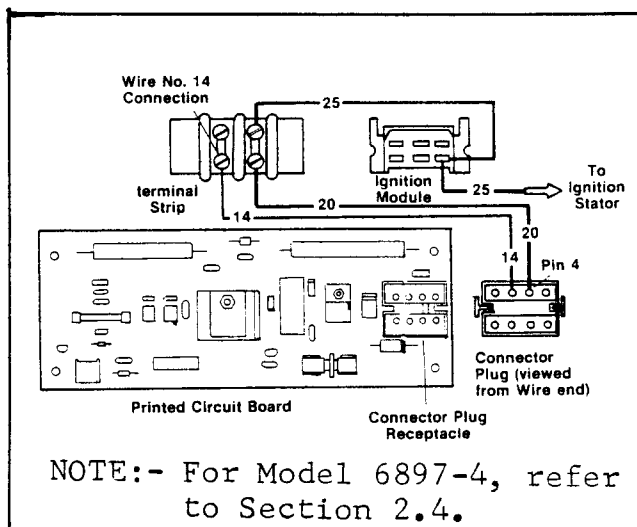 Wire No. 14
Connection
25
terminal
Strip
Ignition
Module
25
To
Ignition
Stator
14
20
14
20
Pin 4
Printed Circuit Board
Connector Plug
Receptacle
Connector
Plug (viewed
from Wire end)
NOTE:- For Model 6897-4, refer
to Section 2.4.